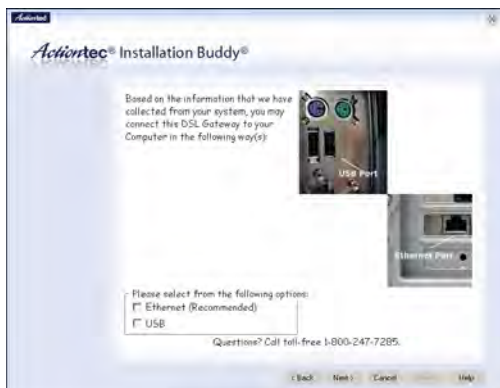 Actiontec
Actiontec® Installation Buddy®
Based on the information that we have
collected from your system, you may
connect this DSL Gateway to your
Computer in the following way(s):
USB Port
Ethernet Port
Please select from the following options:
Ethernet (Recommended)
USB
Questions? Call toll-free 1-800-247-7285.
< Back Next > Cancel Help